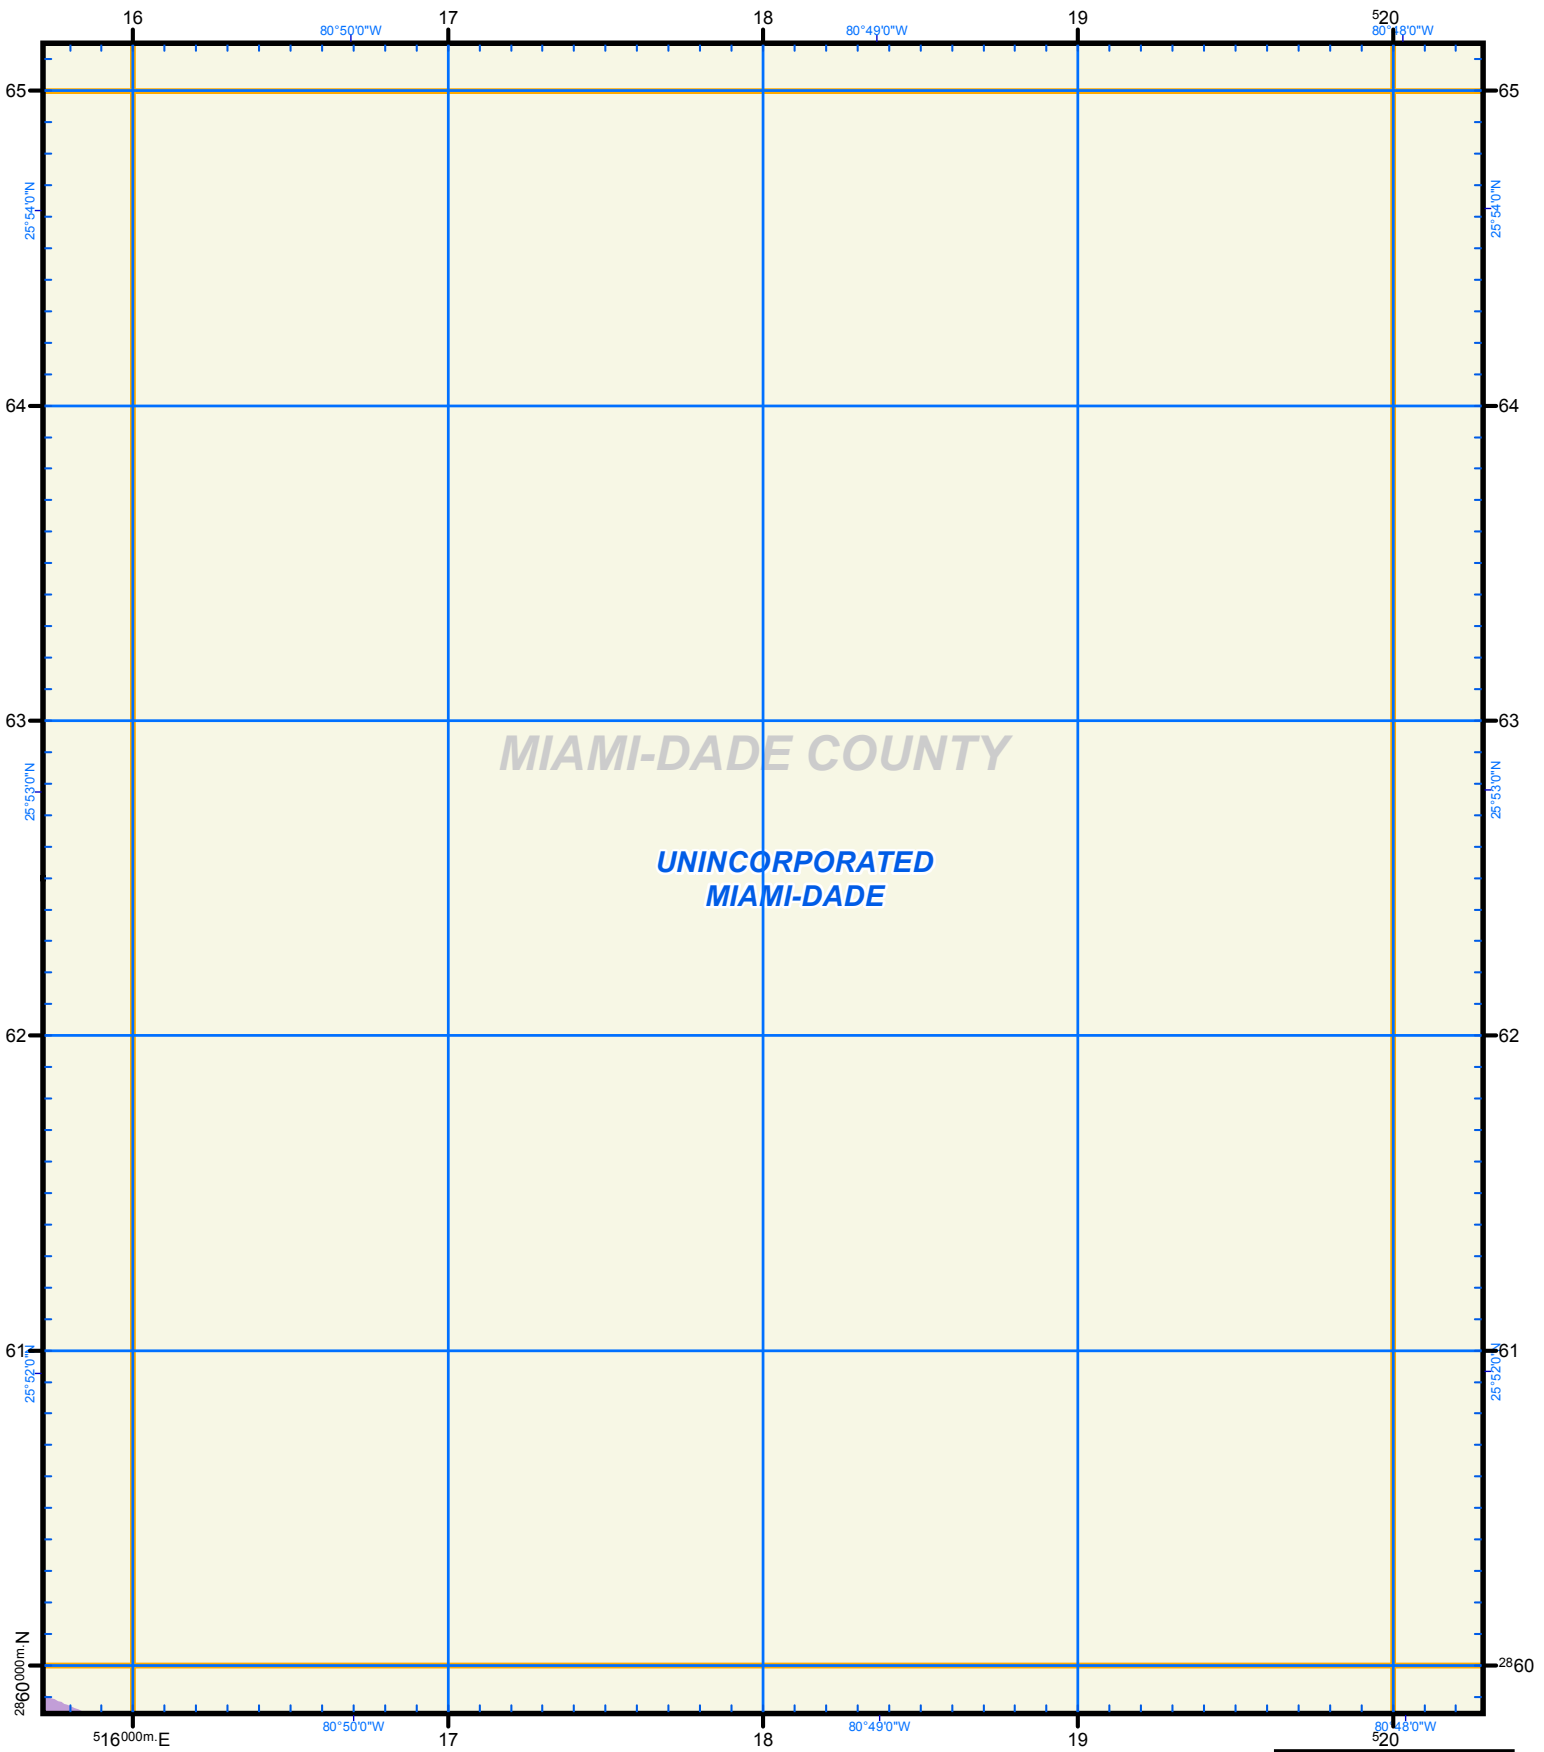 16 17 18 19 520
80°50'0"W 80°49'0"W 80°48'0"W
65 65
25°54'0"N 25°54'0"N
64 64
63 63
MIAMI-DADE COUNTY
25°53'0"N 25°53'0"N
UNINCORPORATED
MIAMI-DADE
62 62
61 61
25°52'0"N 25°52'0"N
2860000m.N 2860
80°50'0"W 80°49'0"W 80°48'0"W
516000m.E 17 18 19 520